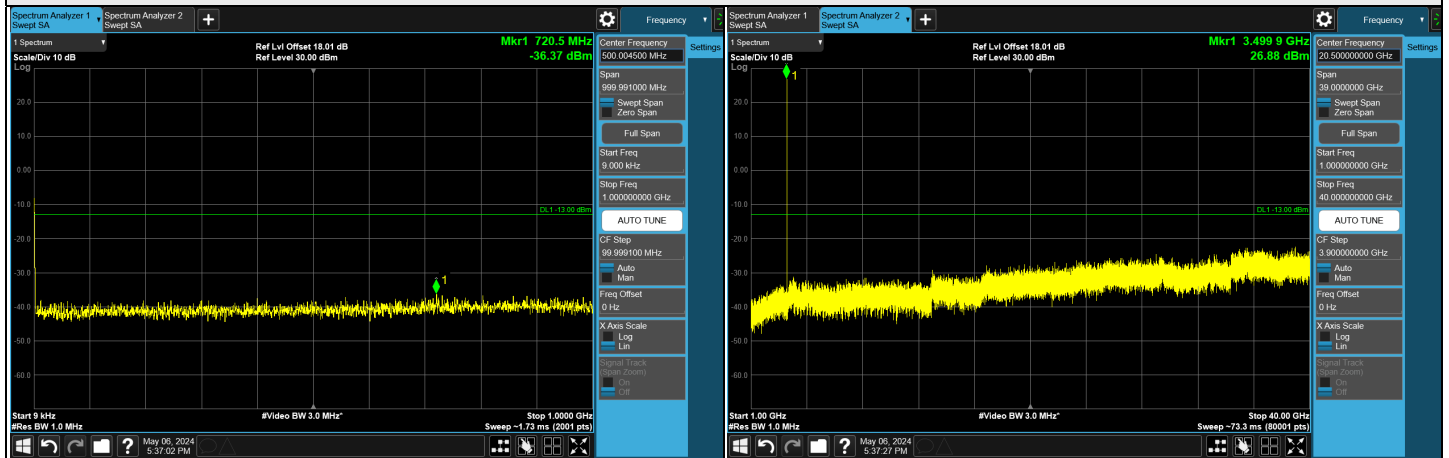 Spectrum Analyzer 1
Swept SA
Spectrum Analyzer 2
Swept SA
Frequency
1 Spectrum
Scale/Div 10 dB
Log
Ref Lvl Offset 18.01 dB
Ref Level 30.00 dBm
Mkr1 720.5 MHz
-36.37 dBm
20.0
10.0
0.00
-10.0
-20.0
-30.0
-40.0
-50.0
-60.0
DL1 -13.00 dBm
1
Start 9 kHz
#Res BW 1.0 MHz
#Video BW 3.0 MHz*
Stop 1.0000 GHz
Sweep ~1.73 ms (2001 pts)
Center Frequency
500.004500 MHz
Settings
Span
999.991000 MHz
Swept Span
Zero Span
Full Span
Start Freq
9.000 kHz
Stop Freq
1.000000000 GHz
AUTO TUNE
CF Step
99.999100 MHz
Auto
Man
Freq Offset
0 Hz
X Axis Scale
Log
Lin
Signal Track
(Span Zoom)
On
Off
May 06, 2024
5:37:02 PM
Spectrum Analyzer 1
Swept SA
Spectrum Analyzer 2
Swept SA
Frequency
1 Spectrum
Scale/Div 10 dB
Log
Ref Lvl Offset 18.01 dB
Ref Level 30.00 dBm
Mkr1 3.499 9 GHz
26.88 dBm
1
20.0
10.0
0.00
-10.0
-20.0
-30.0
-40.0
-50.0
-60.0
DL1 -13.00 dBm
Start 1.00 GHz
#Res BW 1.0 MHz
#Video BW 3.0 MHz*
Stop 40.00 GHz
Sweep ~73.3 ms (80001 pts)
Center Frequency
20.50000000 GHz
Settings
Span
39.0000000 GHz
Swept Span
Zero Span
Full Span
Start Freq
1.000000000 GHz
Stop Freq
40.00000000 GHz
AUTO TUNE
CF Step
3.90000000 GHz
Auto
Man
Freq Offset
0 Hz
X Axis Scale
Log
Lin
Signal Track
(Span Zoom)
On
Off
May 06, 2024
5:37:27 PM